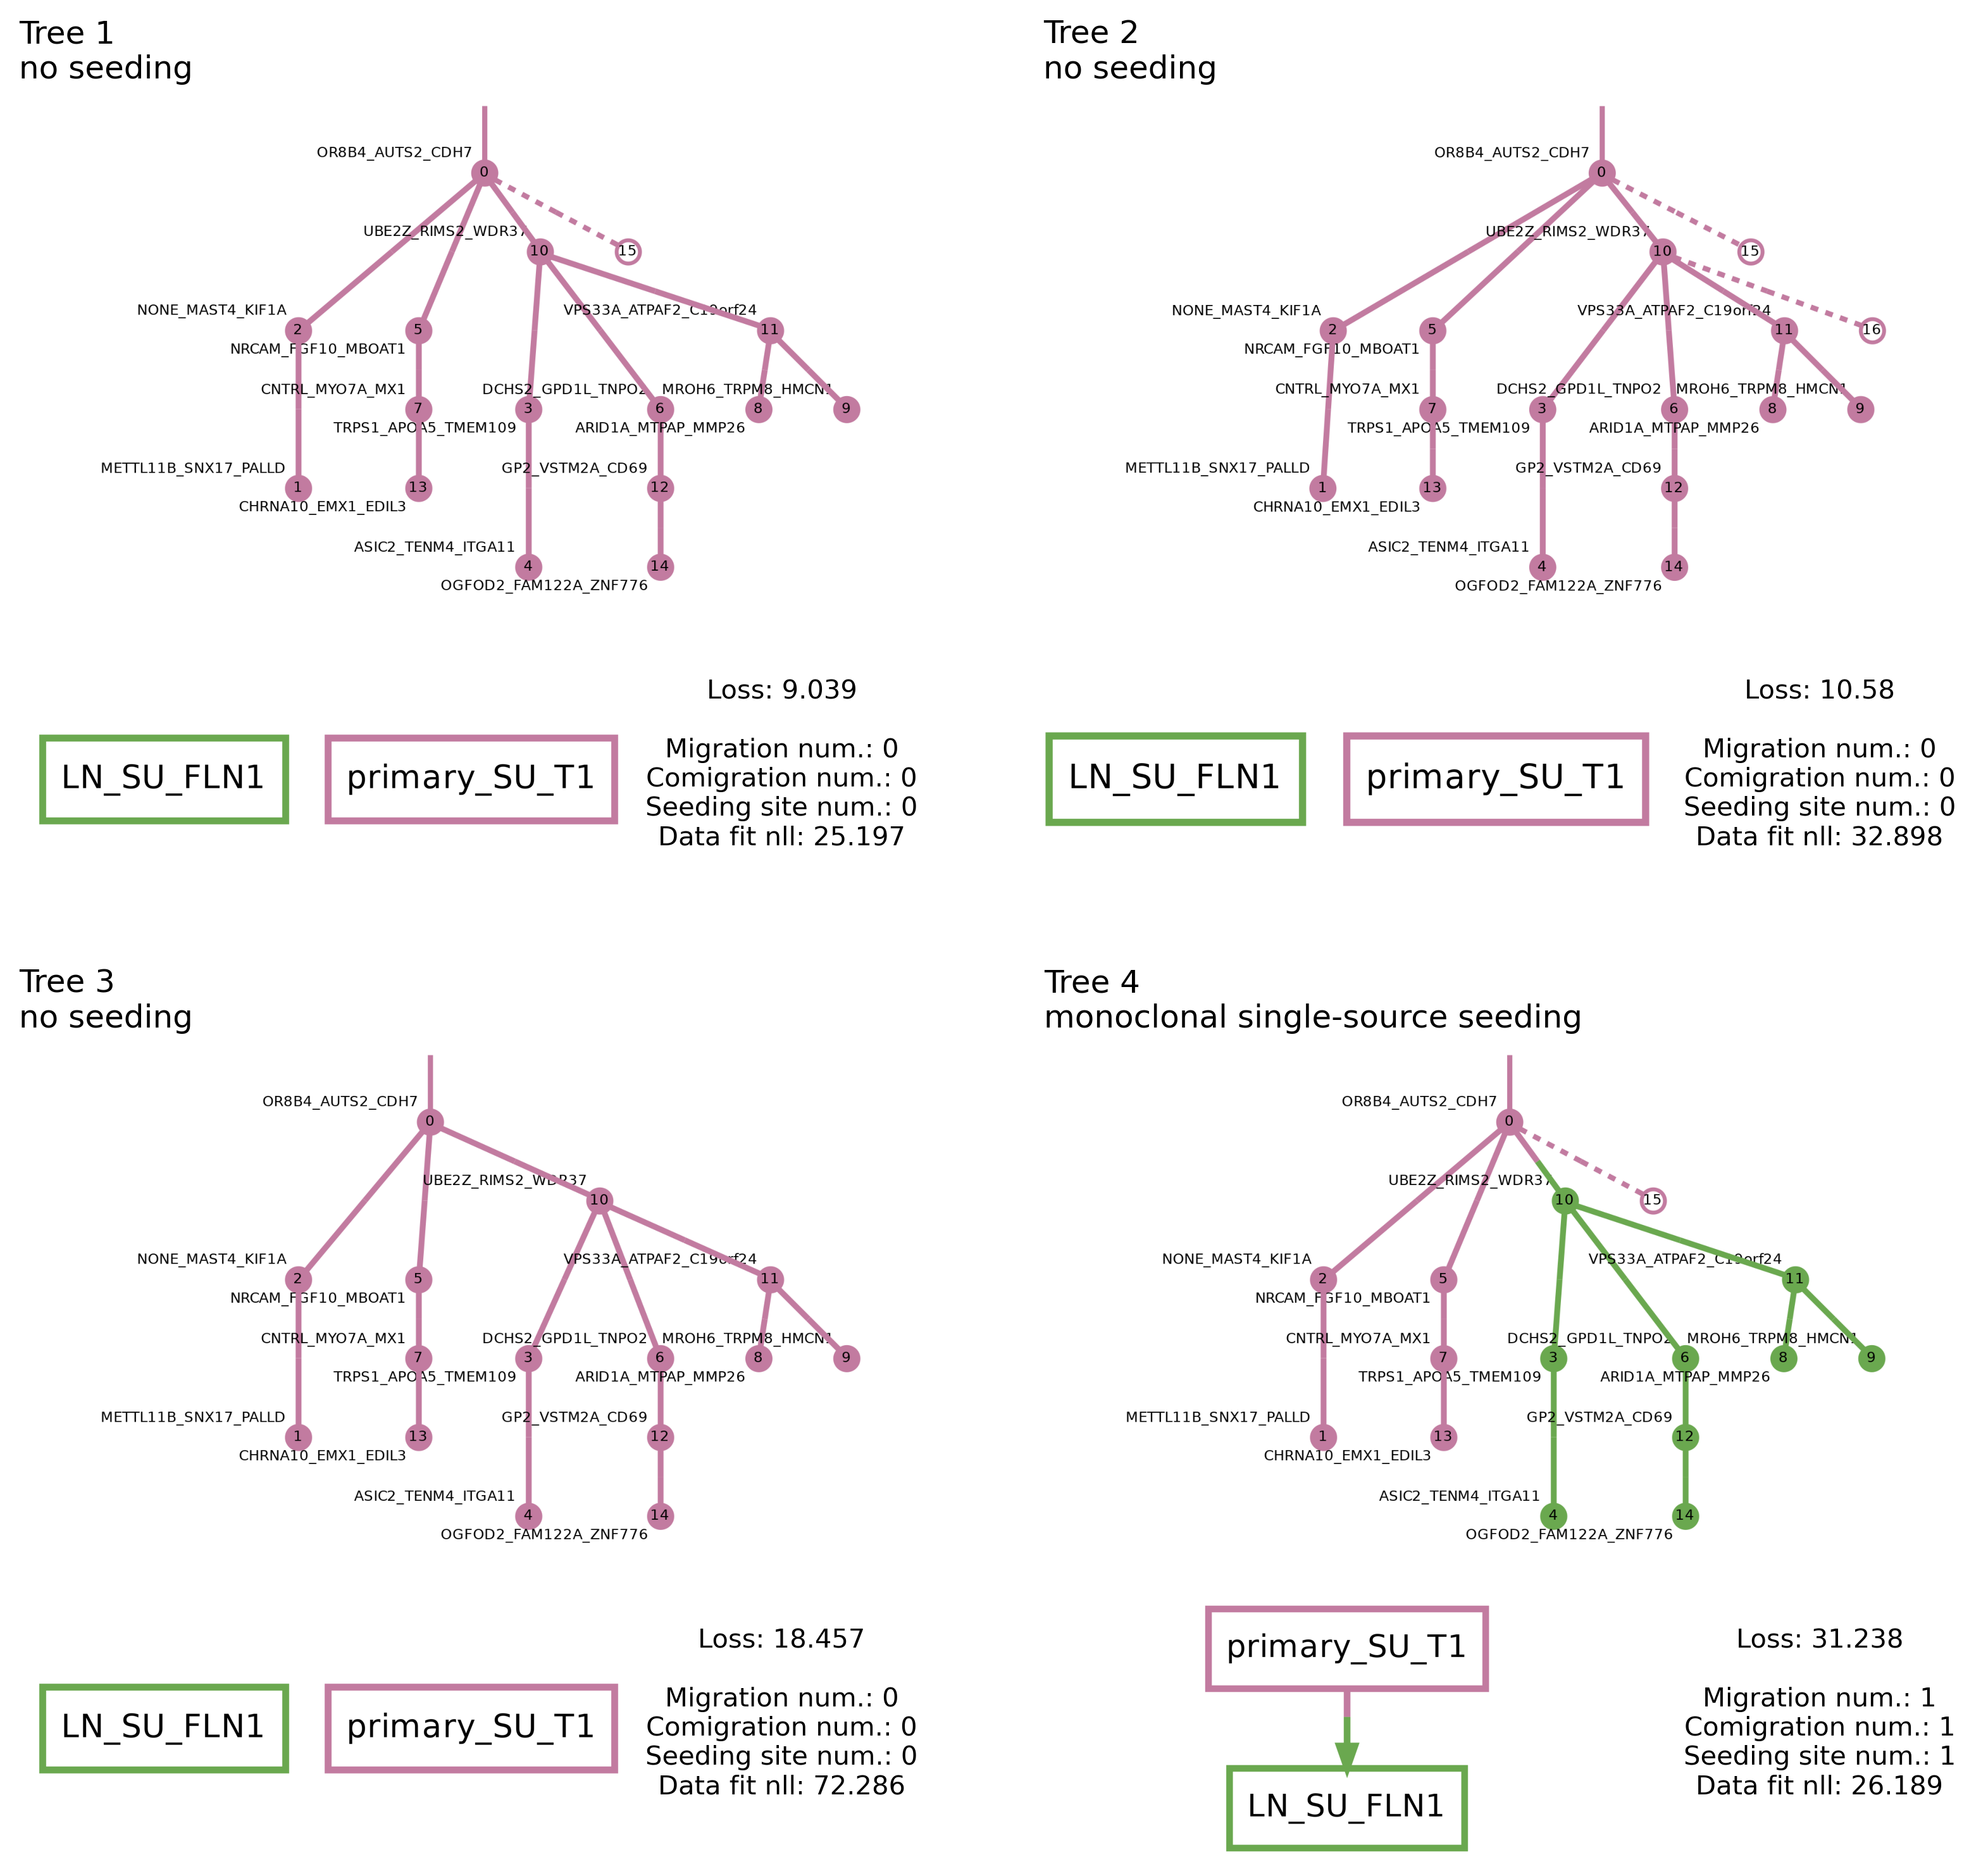 Tree 1
no seeding
OR8B4_AUTS2_CDH7
0
UBE2Z_RIMS2_WDR37
10
15
NONE_MAST4_KIF1A
VPS33A_ATPAF2_C19orf24
2
5
11
NRCAM_FGF10_MBOAT1
CNTRL_MYO7A_MX1
DCHS2_GPD1L_TNPO2
MROH6_TRPM8_HMCN1
7
3
6
8
9
TRPS1_APOA5_TMEM109
ARID1A_MTPAP_MMP26
METTL11B_SNX17_PALLD
GP2_VSTM2A_CD69
1
13
12
CHRNA10_EMX1_EDIL3
ASIC2_TENM4_ITGA11
4
14
OGFOD2_FAM122A_ZNF776
LN_SU_FLN1
primary_SU_T1
Loss: 9.039
Migration num.: 0
Comigration num.: 0
Seeding site num.: 0
Data fit nll: 25.197
Tree 2
no seeding
OR8B4_AUTS2_CDH7
0
UBE2Z_RIMS2_WDR37
10
15
NONE_MAST4_KIF1A
VPS33A_ATPAF2_C19orf24
2
5
11
16
NRCAM_FGF10_MBOAT1
CNTRL_MYO7A_MX1
DCHS2_GPD1L_TNPO2
MROH6_TRPM8_HMCN1
7
3
6
8
9
TRPS1_APOA5_TMEM109
ARID1A_MTPAP_MMP26
METTL11B_SNX17_PALLD
GP2_VSTM2A_CD69
1
13
12
CHRNA10_EMX1_EDIL3
ASIC2_TENM4_ITGA11
4
14
OGFOD2_FAM122A_ZNF776
LN_SU_FLN1
primary_SU_T1
Loss: 10.58
Migration num.: 0
Comigration num.: 0
Seeding site num.: 0
Data fit nll: 32.898
Tree 3
no seeding
OR8B4_AUTS2_CDH7
0
UBE2Z_RIMS2_WDR37
10
NONE_MAST4_KIF1A
VPS33A_ATPAF2_C19orf24
2
5
11
NRCAM_FGF10_MBOAT1
CNTRL_MYO7A_MX1
DCHS2_GPD1L_TNPO2
MROH6_TRPM8_HMCN1
7
3
6
8
9
TRPS1_APOA5_TMEM109
ARID1A_MTPAP_MMP26
METTL11B_SNX17_PALLD
GP2_VSTM2A_CD69
1
13
12
CHRNA10_EMX1_EDIL3
ASIC2_TENM4_ITGA11
4
14
OGFOD2_FAM122A_ZNF776
LN_SU_FLN1
primary_SU_T1
Loss: 18.457
Migration num.: 0
Comigration num.: 0
Seeding site num.: 0
Data fit nll: 72.286
Tree 4
monoclonal single-source seeding
OR8B4_AUTS2_CDH7
0
UBE2Z_RIMS2_WDR37
10
15
NONE_MAST4_KIF1A
VPS33A_ATPAF2_C19orf24
2
5
11
NRCAM_FGF10_MBOAT1
CNTRL_MYO7A_MX1
DCHS2_GPD1L_TNPO2
MROH6_TRPM8_HMCN1
7
3
6
8
9
TRPS1_APOA5_TMEM109
ARID1A_MTPAP_MMP26
METTL11B_SNX17_PALLD
GP2_VSTM2A_CD69
1
13
12
CHRNA10_EMX1_EDIL3
ASIC2_TENM4_ITGA11
4
14
OGFOD2_FAM122A_ZNF776
primary_SU_T1
LN_SU_FLN1
Loss: 31.238
Migration num.: 1
Comigration num.: 1
Seeding site num.: 1
Data fit nll: 26.189